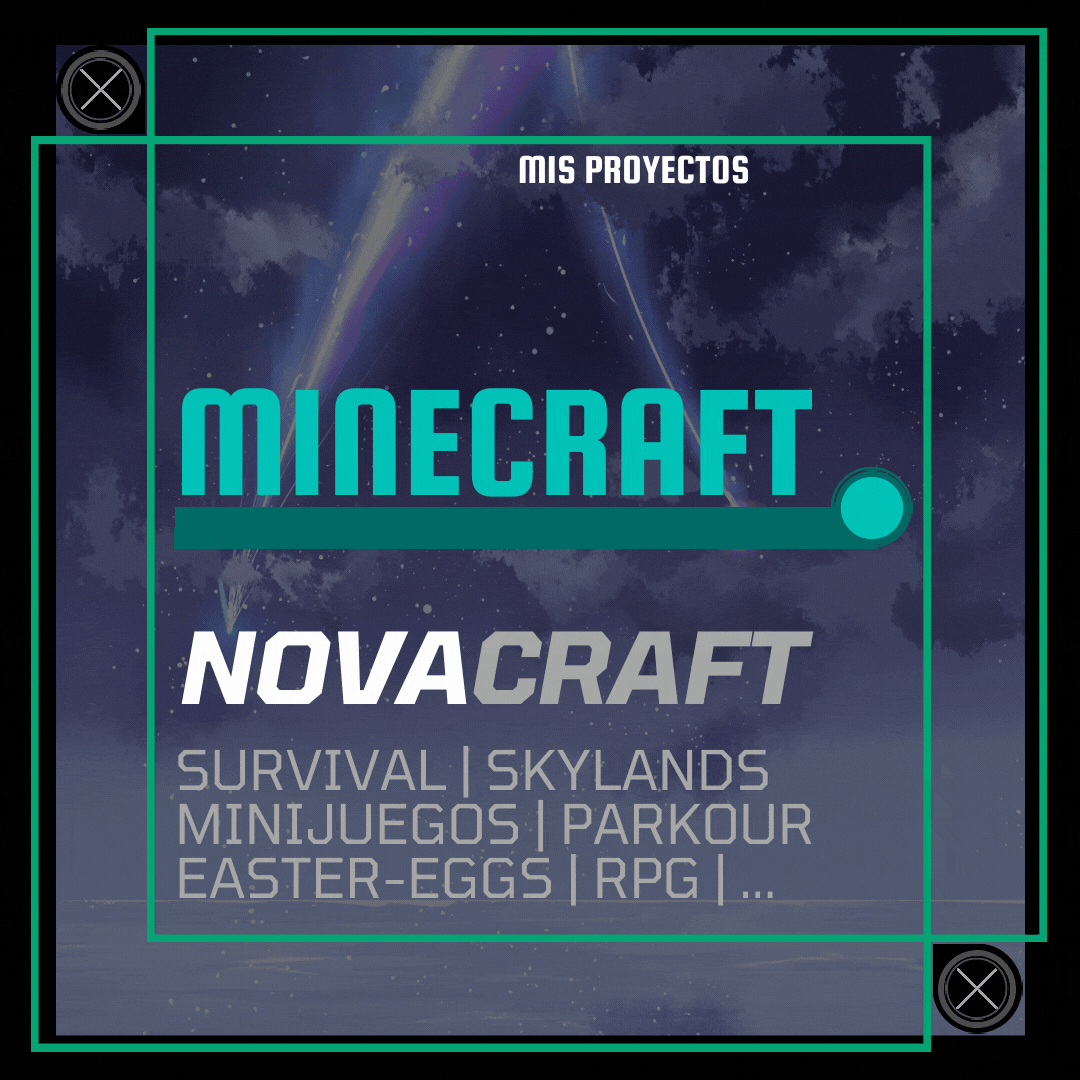 MIS PROYECTOS
MINECRAFT
NOVACRAFT
SURVIVAL | SKYLANDS
MINIJUEGOS | PARKOUR
EASTER-EGGS | RPG | ...